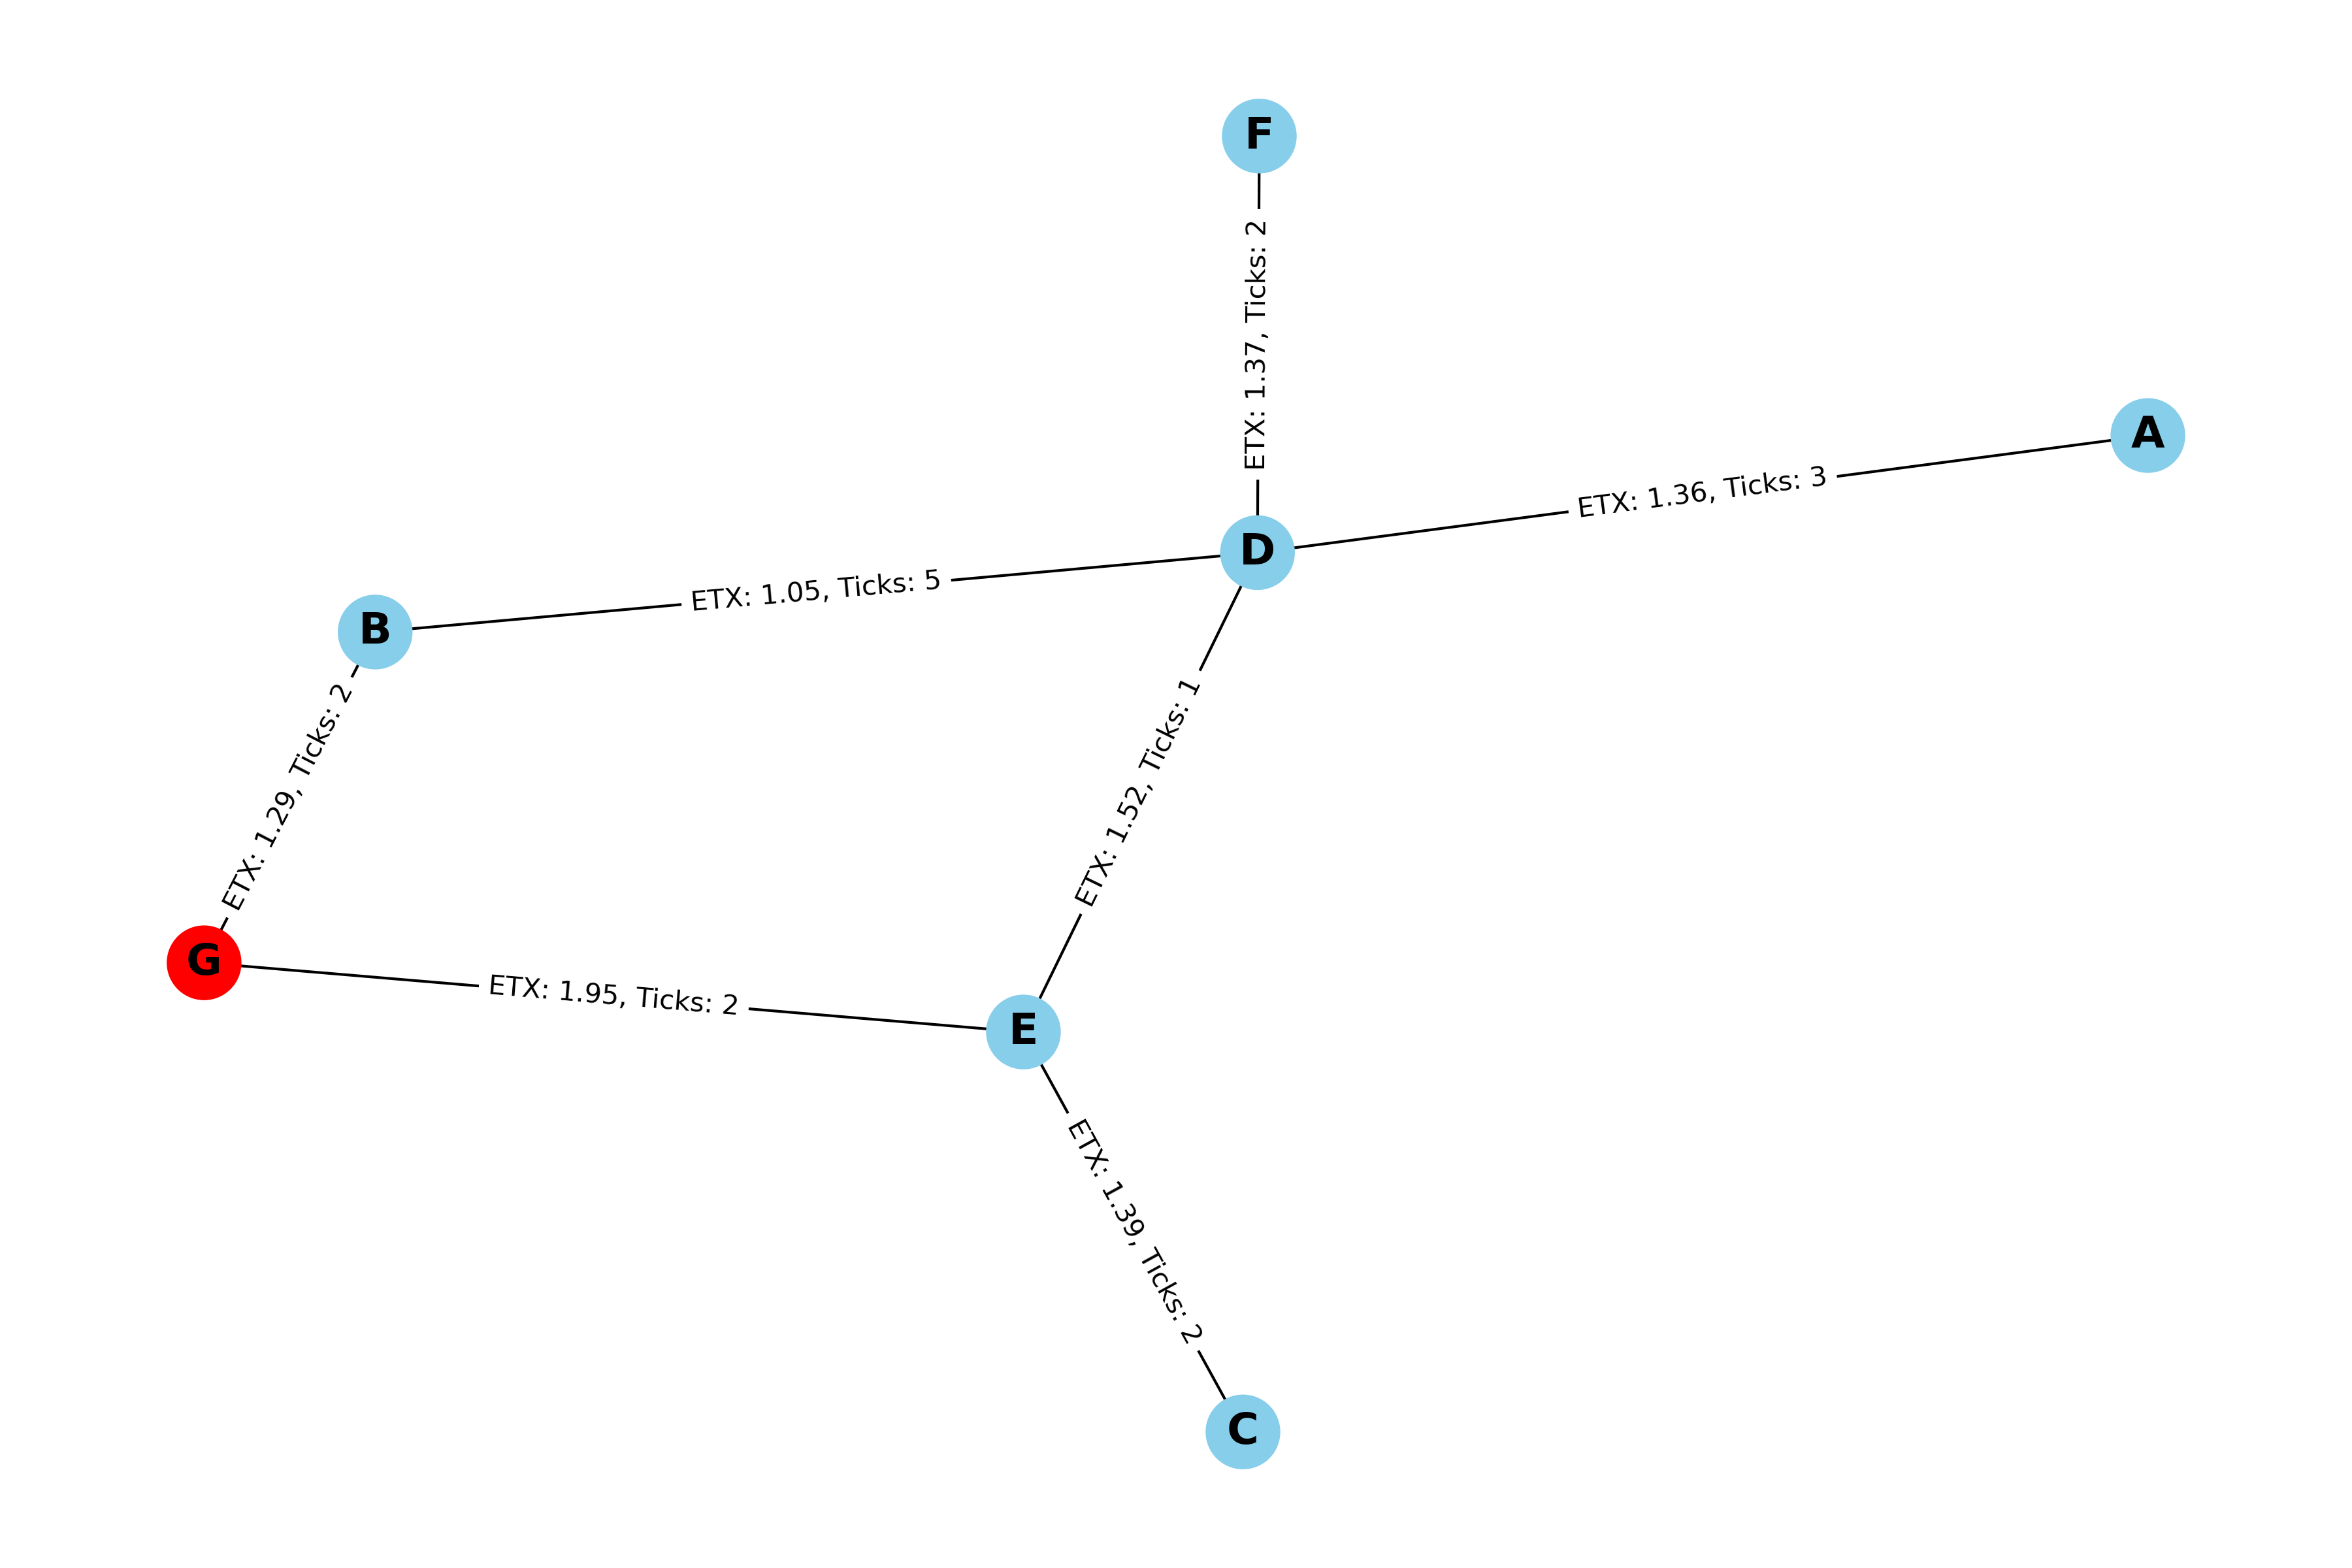 F
ETX: 1.37, Ticks: 2
A
ETX: 1.36, Ticks: 3
D
ETX: 1.05, Ticks: 5
B
ETX: 1.29, Ticks: 2
ETX: 1.52, Ticks: 1
G
ETX: 1.95, Ticks: 2
E
ETX: 1.39, Ticks: 2
C